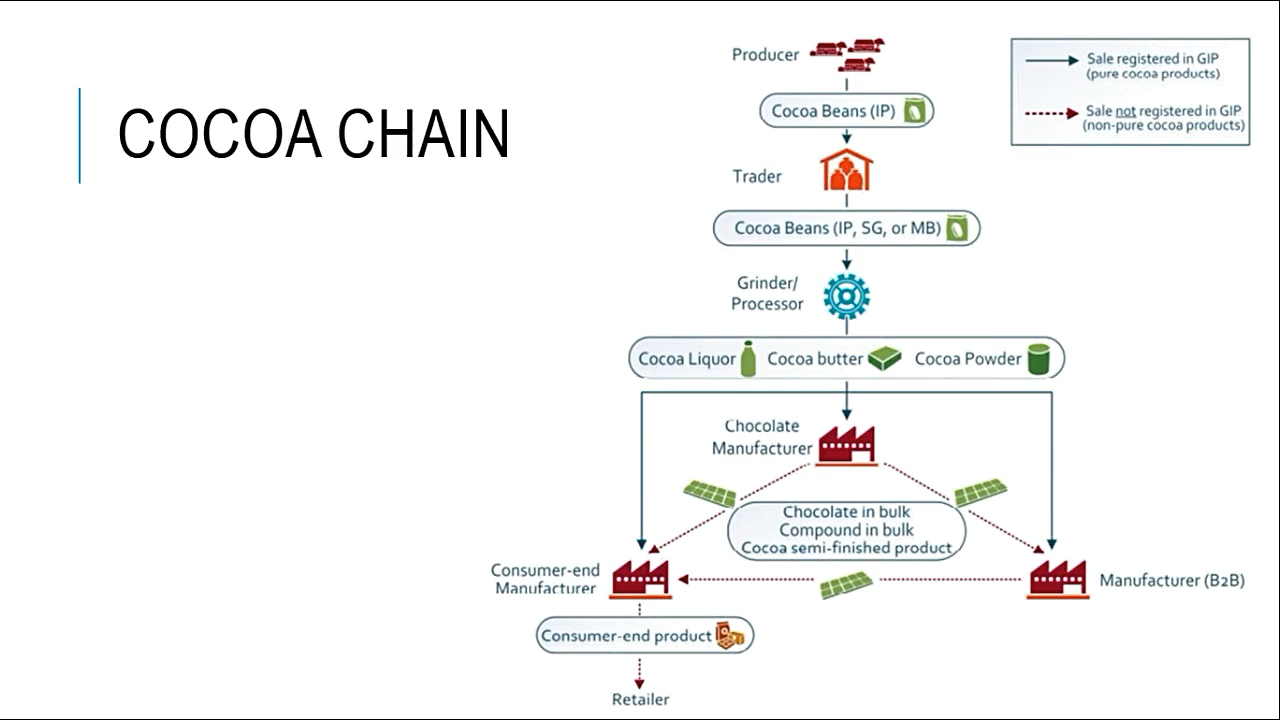 COCOA CHAIN
Producer
Sale registered in GIP
(pure cocoa products)
Sale not registered in GIP
(non-pure cocoa products)
Cocoa Beans (IP)
Trader
Cocoa Beans (IP, SG, or MB)
Grinder/
Processor
Cocoa Liquor
Cocoa butter
Cocoa Powder
Chocolate
Manufacturer
Chocolate in bulk
Compound in bulk
Cocoa semi-finished product
Consumer-end
Manufacturer
Manufacturer (B2B)
Consumer-end product
Retailer